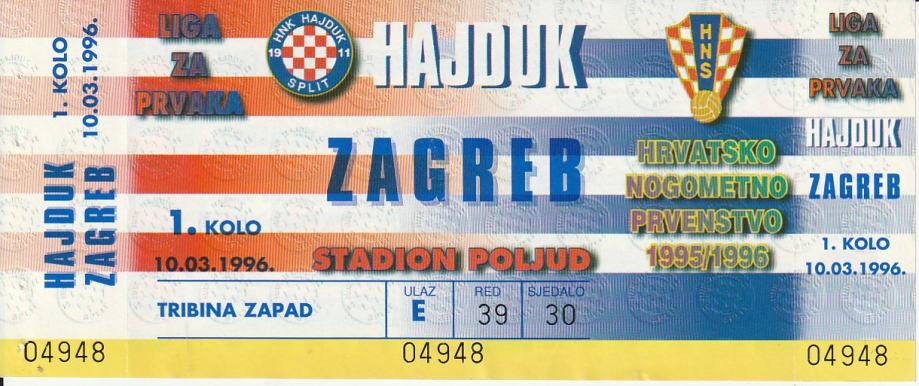 1. KOLO
10.03.1996.
HAJDUK
ZAGREB
04948
LIGA
ZA
PRVAKA
HNK HAJDUK
19 11
SPLIT
HAJDUK
ZAGREB
1. KOLO
10.03.1996.
STADION POLJUD
HNS
HRVATSKO
NOGOMETNO
PRVENSTVO
1995/1996
TRIBINA ZAPAD
ULAZ
E
RED
39
SJEDALO
30
04948
LIGA
ZA
PRVAKA
HAJDUK
ZAGREB
1. KOLO
10.03.1996.
04948